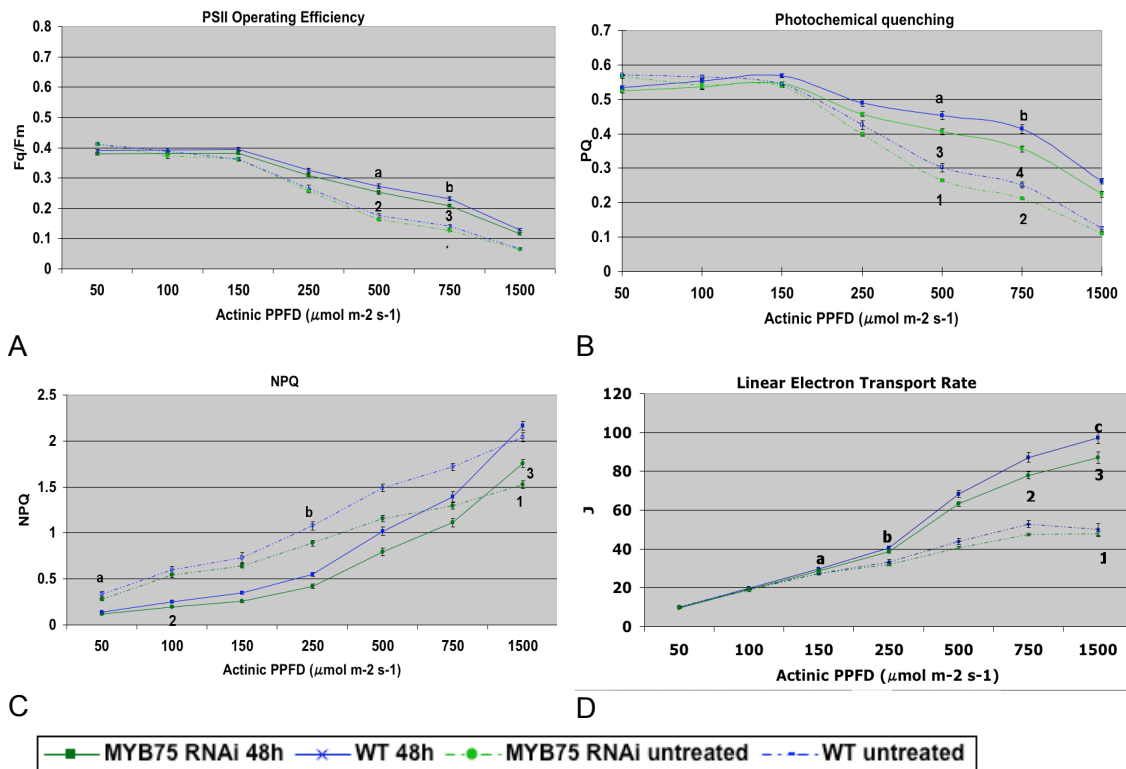 PSII Operating Efficiency
0.8
0.7
0.6
0.5
0.4
0.3
0.2
0.1
0
Fq/Fm
a
b
2
3
50 100 150 250 500 750 1500
Actinic PPFD (µmol m-2 s-1)
A
Photochemical quenching
0.7
0.6
0.5
0.4
0.3
0.2
0.1
0
PQ
a
b
3
4
1
2
50 100 150 250 500 750 1500
Actinic PPFD (µmol m-2 s-1)
B
NPQ
2.5
2
1.5
1
0.5
0
NPQ
a
b
2
3
1
50 100 150 250 500 750 1500
Actinic PPFD (µmol m-2 s-1)
C
Linear Electron Transport Rate
120
100
80
60
40
20
0
J
a
b
c
2
3
1
50 100 150 250 500 750 1500
Actinic PPFD (µmol m-2 s-1)
D
MYB75 RNAi 48h WT 48h MYB75 RNAi untreated WT untreated